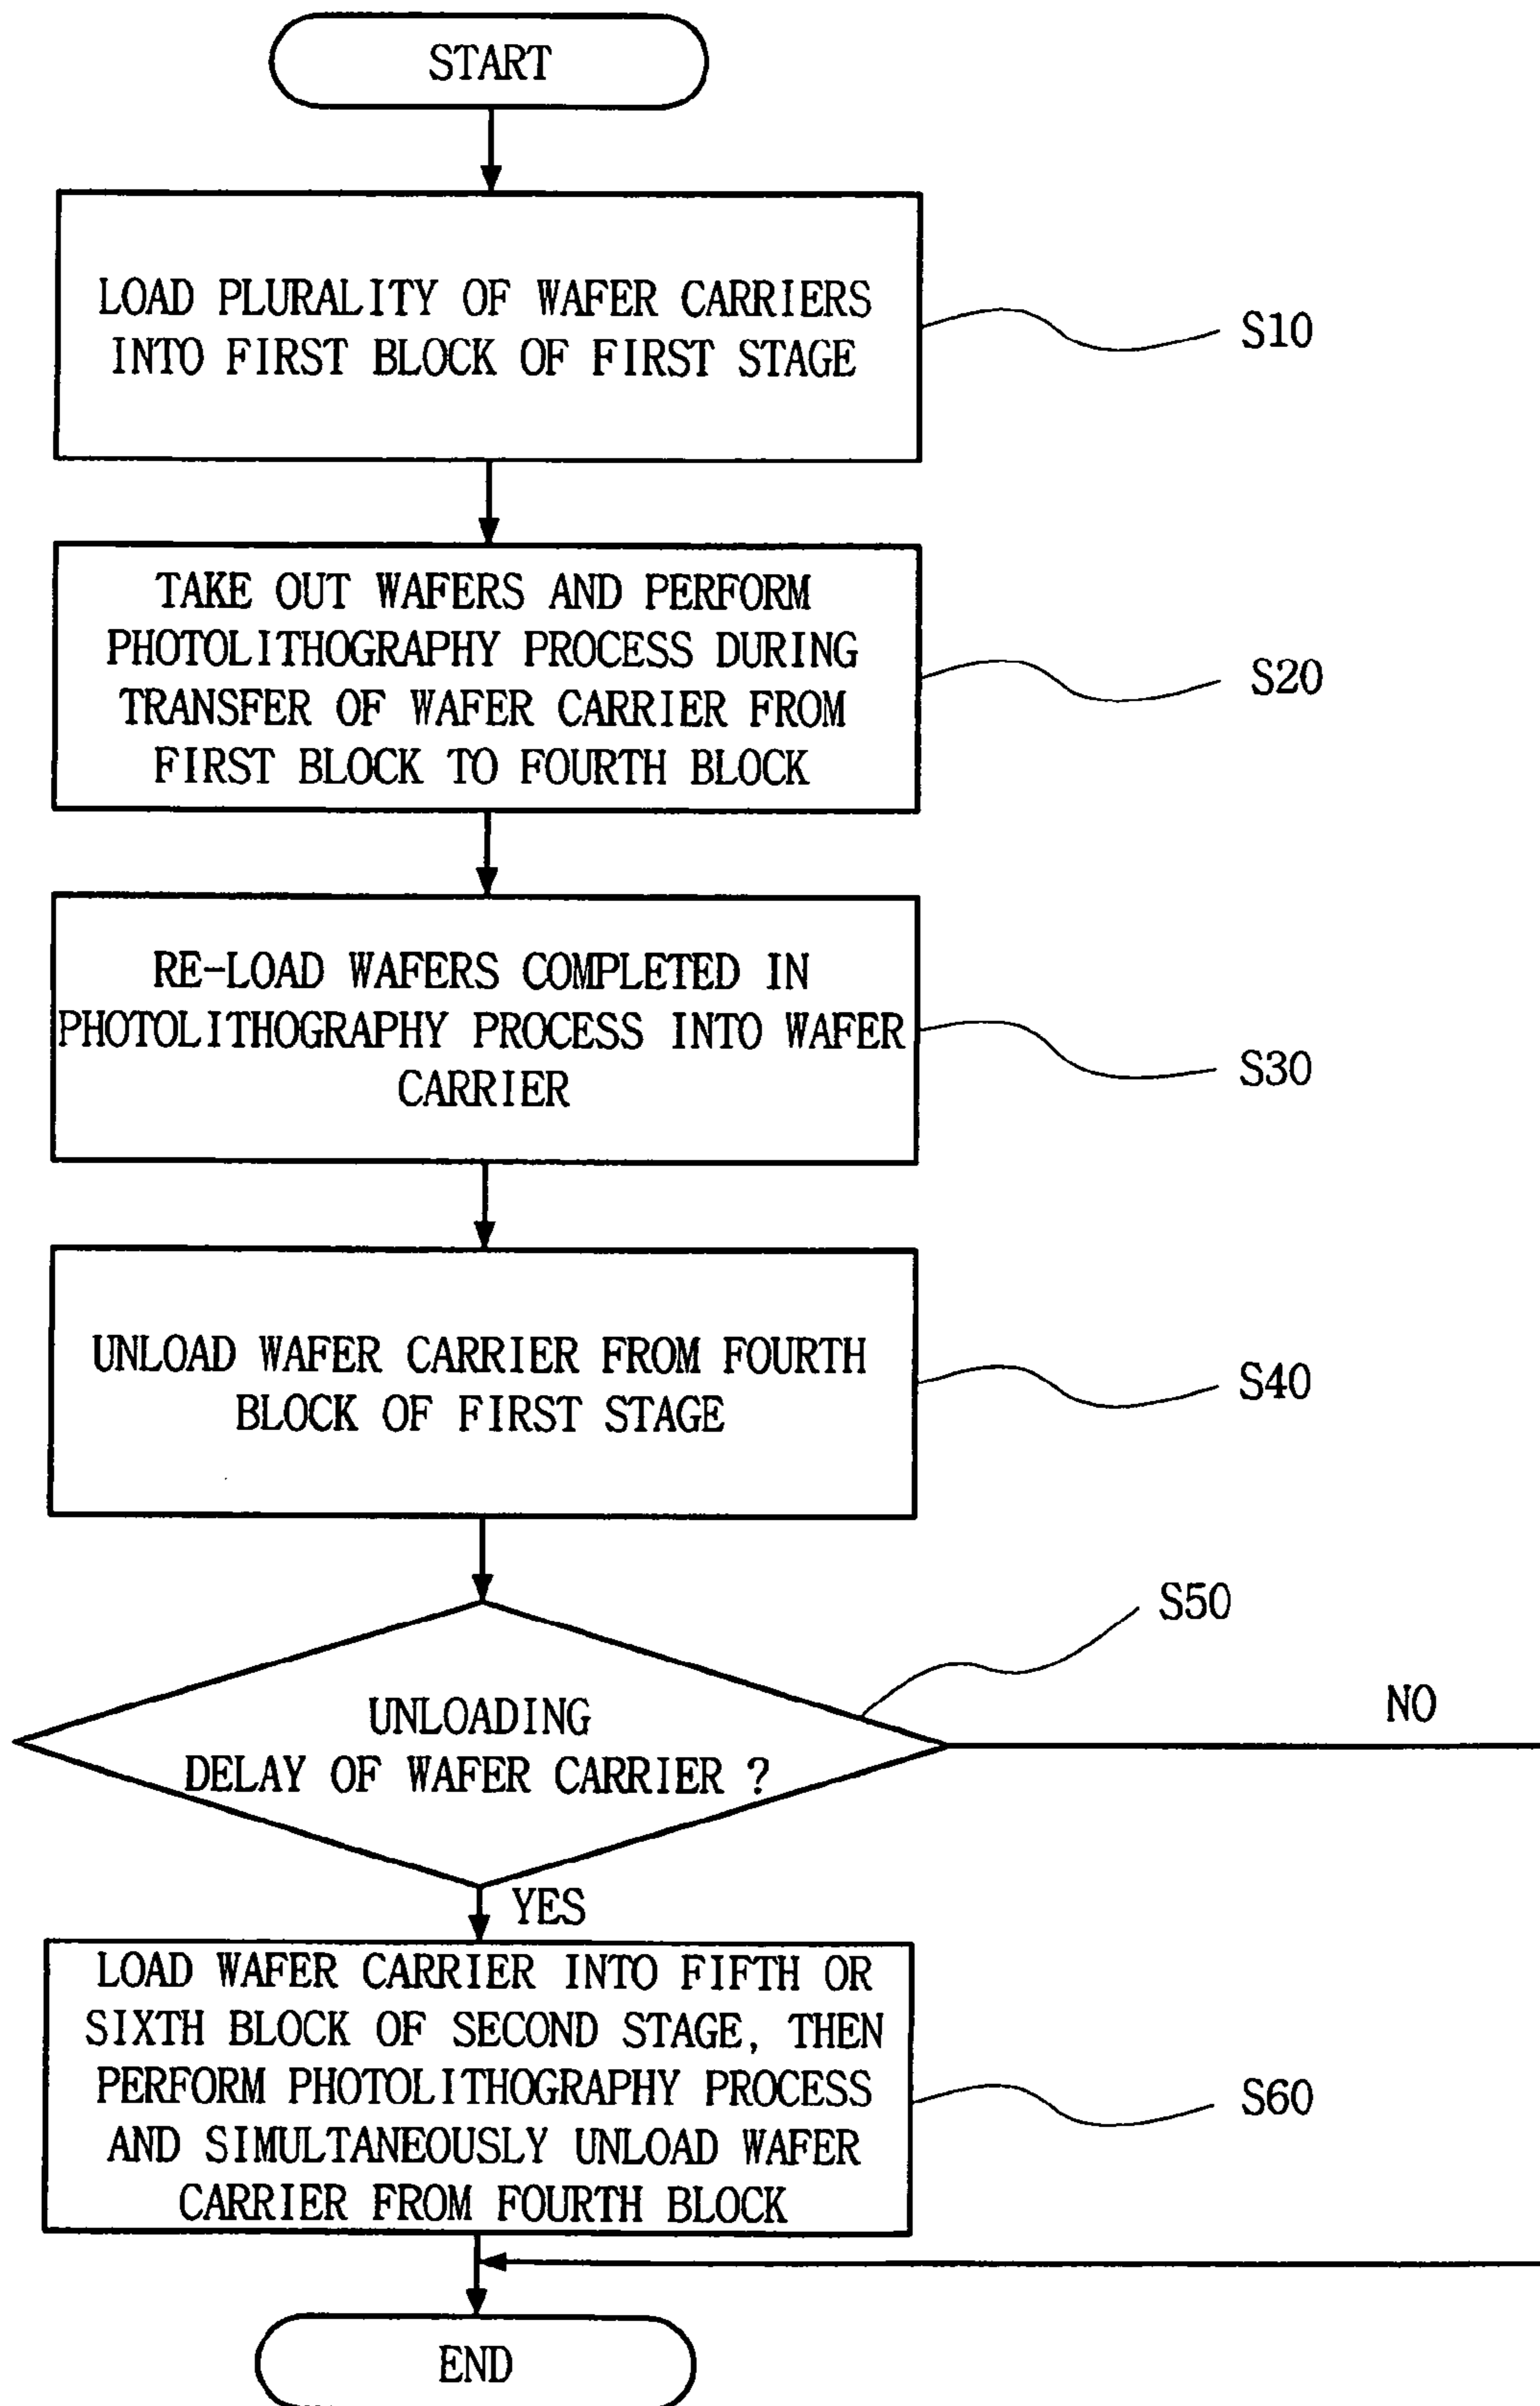 START
LOAD PLURALITY OF WAFER CARRIERS
INTO FIRST BLOCK OF FIRST STAGE
S10
TAKE OUT WAFERS AND PERFORM
PHOTOLITHOGRAPHY PROCESS DURING
TRANSFER OF WAFER CARRIER FROM
FIRST BLOCK TO FOURTH BLOCK
S20
RE-LOAD WAFERS COMPLETED IN
PHOTOLITHOGRAPHY PROCESS INTO WAFER
CARRIER
S30
UNLOAD WAFER CARRIER FROM FOURTH
BLOCK OF FIRST STAGE
S40
S50
UNLOADING
DELAY OF WAFER CARRIER ?
NO
YES
LOAD WAFER CARRIER INTO FIFTH OR
SIXTH BLOCK OF SECOND STAGE, THEN
PERFORM PHOTOLITHOGRAPHY PROCESS
AND SIMULTANEOUSLY UNLOAD WAFER
CARRIER FROM FOURTH BLOCK
S60
END